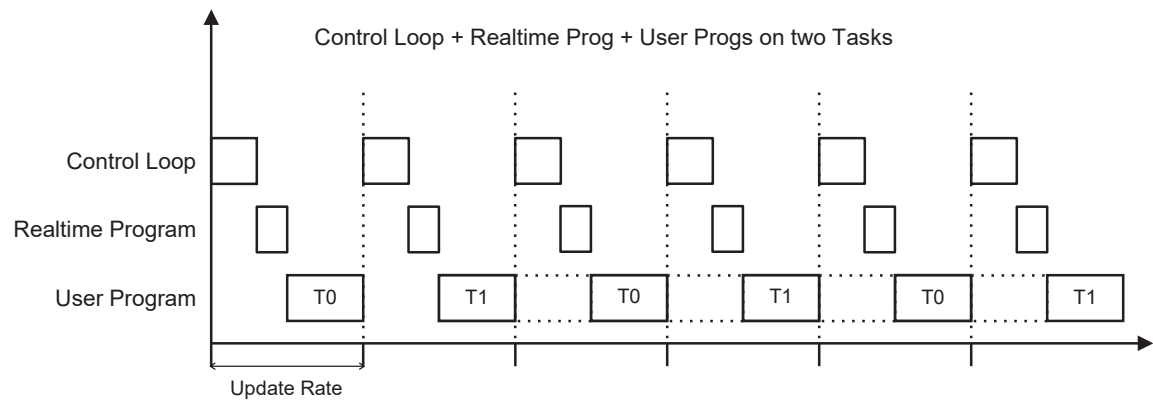 Control Loop + Realtime Prog + User Progs on two Tasks
Control Loop
Realtime Program
User Program
T0
T1
T0
T1
T0
T1
Update Rate